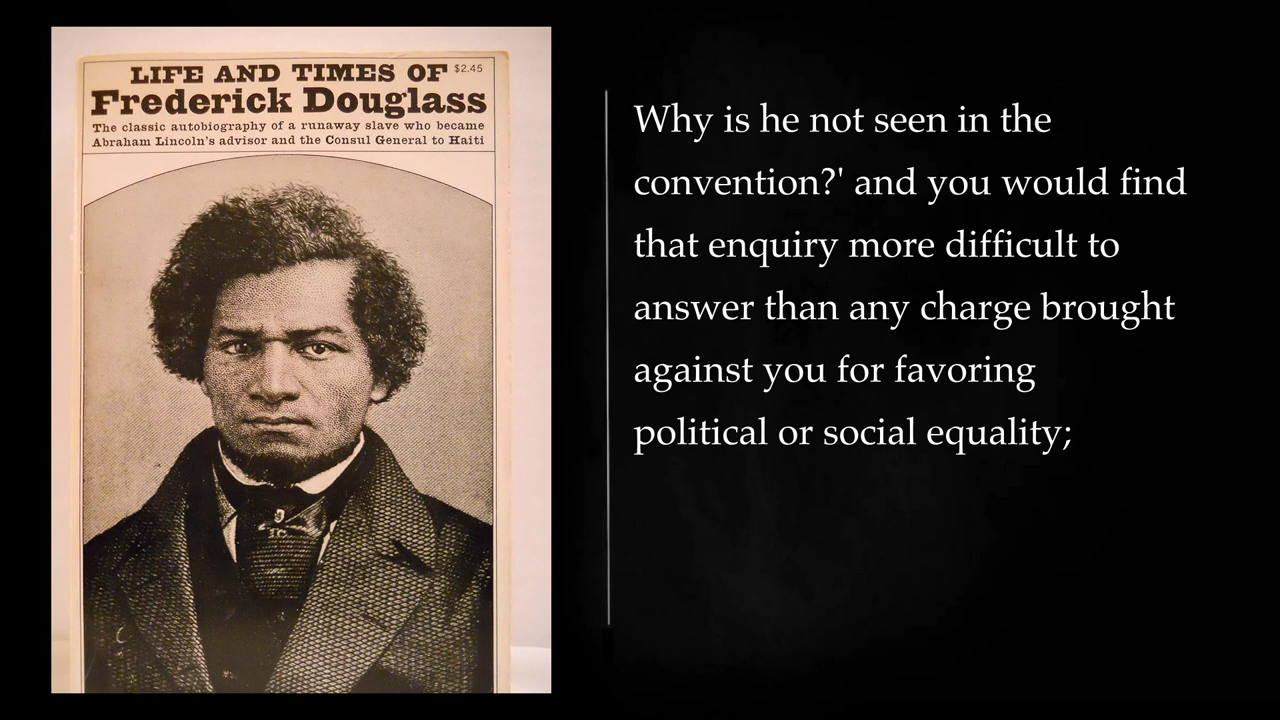 LIFE AND TIMES OF $2.45
Frederick Douglass
The classic autobiography of a runaway slave who became
Abraham Lincoln's advisor and the Consul General to Haiti
Why is he not seen in the
convention?' and you would find
that enquiry more difficult to
answer than any charge brought
against you for favoring
political or social equality;